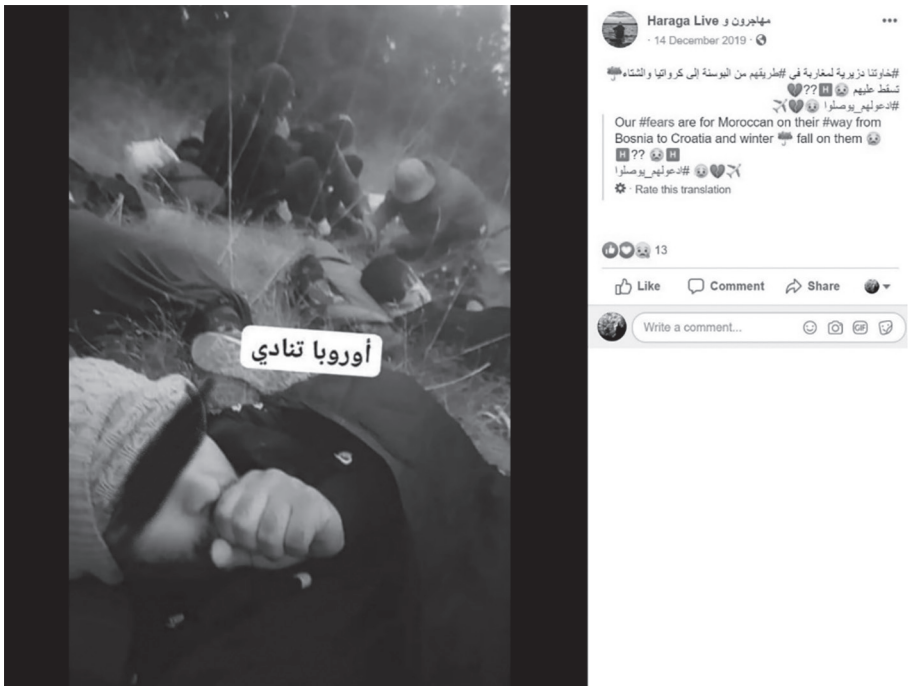 أوروبا تنادي
Haraga Live مهاجرون و
· 14 December 2019 ·
#خاوتنا دزيرية لمغاربة في #طريقهم من البوسنة إلى كرواتيا والشتاء☔
تسقط عليهم 😢 H ??💔
#ادعولهم_يوصلوا 😢💔✈
Our #fears are for Moroccan on their #way from
Bosnia to Croatia and winter ☔ fall on them 😢
H ?? 😢 H
#ادعولهم_يوصلوا 😢💔✈
· Rate this translation
13
Like Comment Share
Write a comment...
GIF